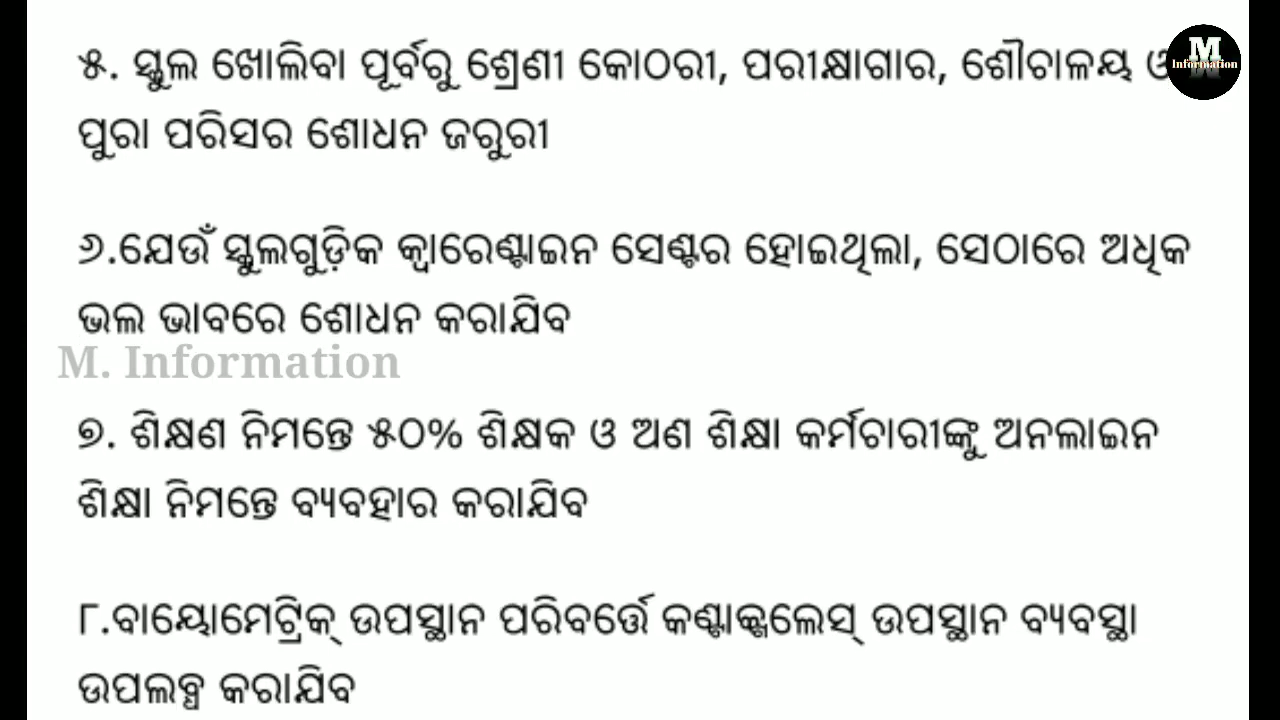 ୫. ସ୍କୁଲ ଖୋଲିବା ପୂର୍ବରୁ ଶ୍ରେଣୀ କୋଠରୀ, ପରୀକ୍ଷାଗାର, ଶୌଚାଳୟ ଓ
M
Information
ପୁରା ପରିସର ଶୋଧନ ଜରୁରୀ
୬.ଯେଉଁ ସ୍କୁଲଗୁଡ଼ିକ କ୍ୱାରେଣ୍ଟାଇନ ସେଣ୍ଟର ହୋଇଥିଲା, ସେଠାରେ ଅଧିକ
ଭଲ ଭାବରେ ଶୋଧନ କରାଯିବ
M. Information
୭. ଶିକ୍ଷଣ ନିମନ୍ତେ ୫୦% ଶିକ୍ଷକ ଓ ଅଣ ଶିକ୍ଷା କର୍ମଚାରୀଙ୍କୁ ଅନଲାଇନ
ଶିକ୍ଷା ନିମନ୍ତେ ବ୍ୟବହାର କରାଯିବ
୮.ବାୟୋମେଟ୍ରିକ୍ ଉପସ୍ଥାନ ପରିବର୍ତ୍ତେ କଣ୍ଟାକ୍ଟଲେସ୍ ଉପସ୍ଥାନ ବ୍ୟବସ୍ଥା
ଉପଲବ୍ଧ କରାଯିବ